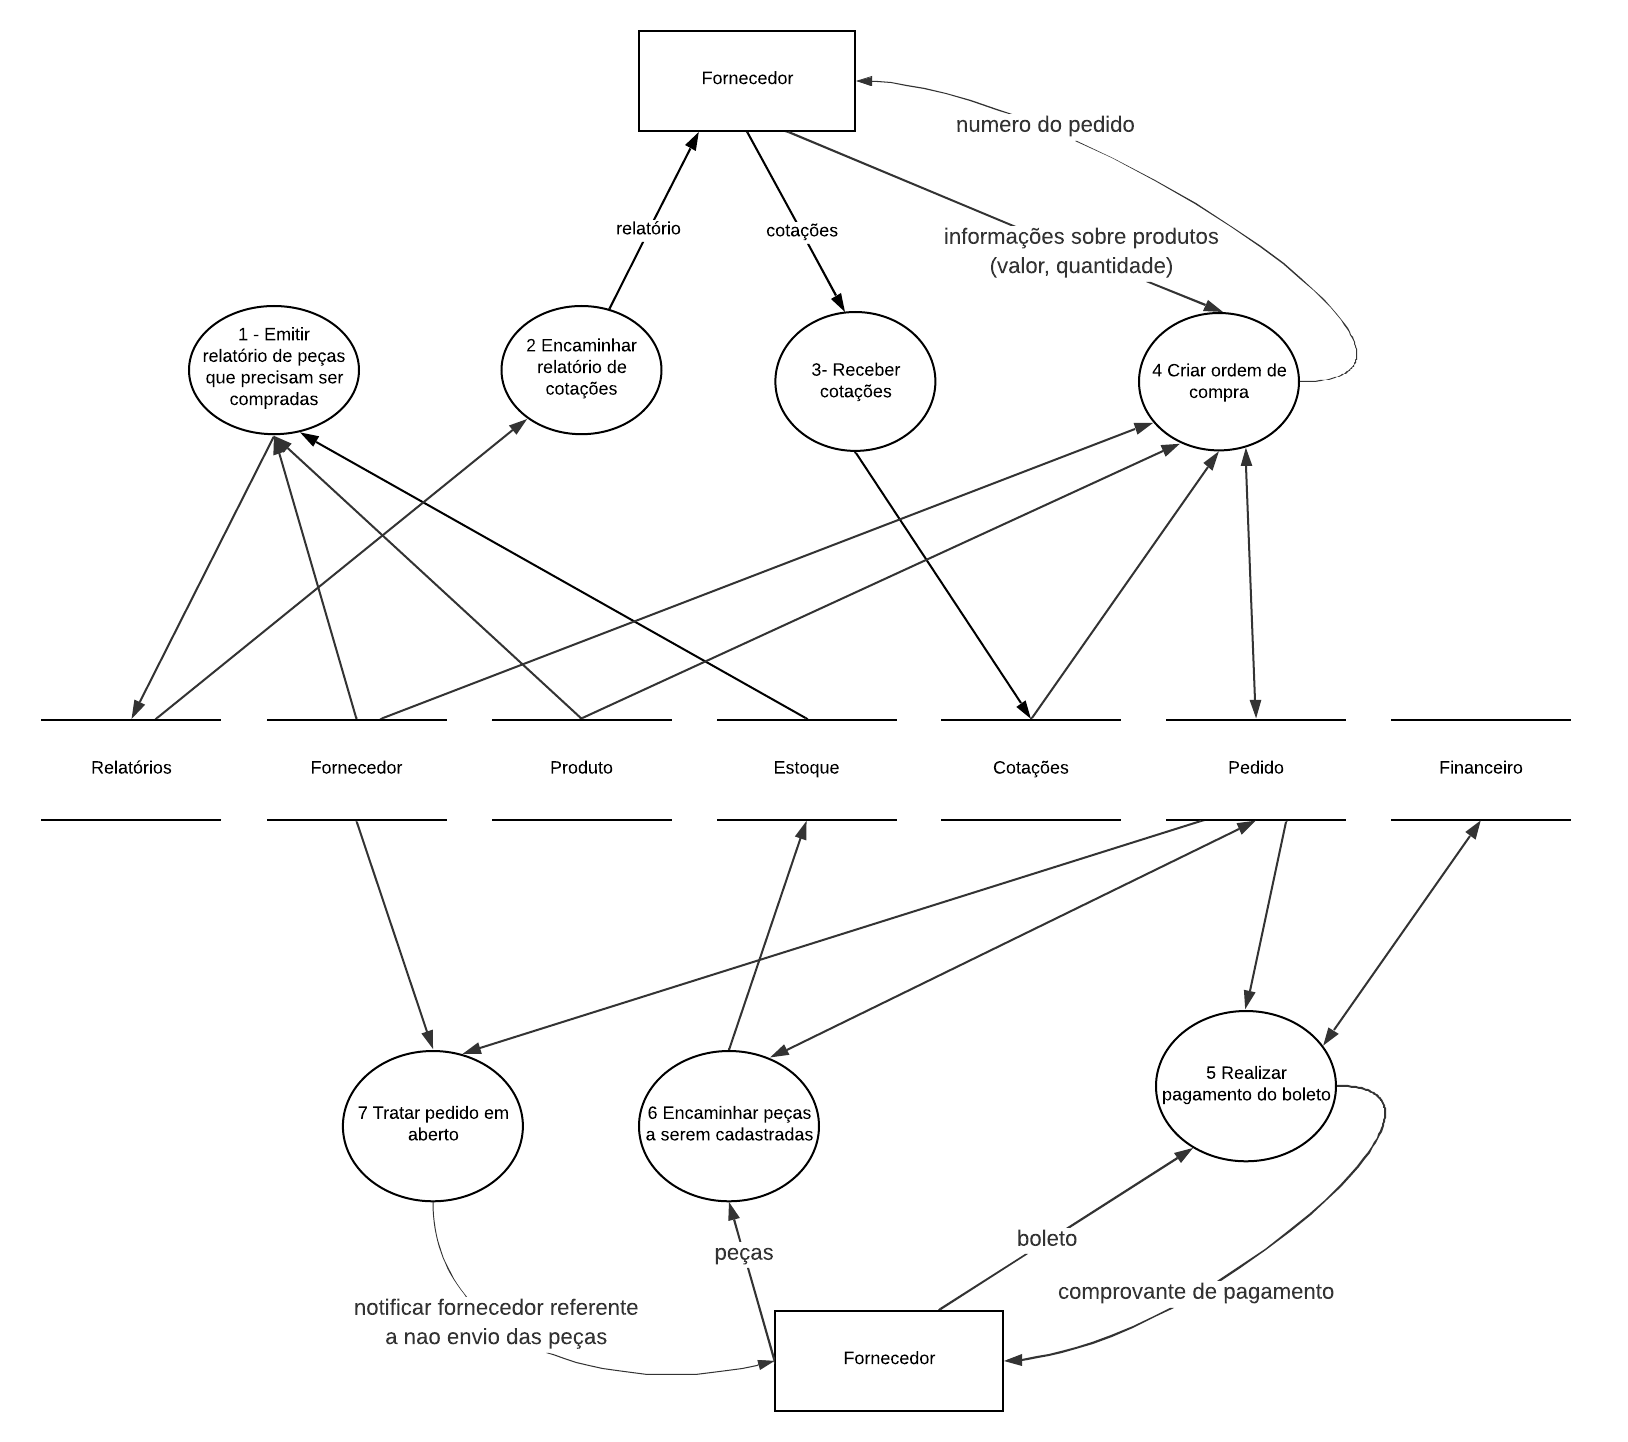 Fornecedor
numero do pedido
relatório
cotações
informações sobre produtos
(valor, quantidade)
1 - Emitir
relatório de peças
que precisam ser
compradas
2 Encaminhar
relatório de
cotações
3- Receber
cotações
4 Criar ordem de
compra
Relatórios
Fornecedor
Produto
Estoque
Cotações
Pedido
Financeiro
7 Tratar pedido em
aberto
6 Encaminhar peças
a serem cadastradas
5 Realizar
pagamento do boleto
peças
boleto
comprovante de pagamento
notificar fornecedor referente
a nao envio das peças
Fornecedor